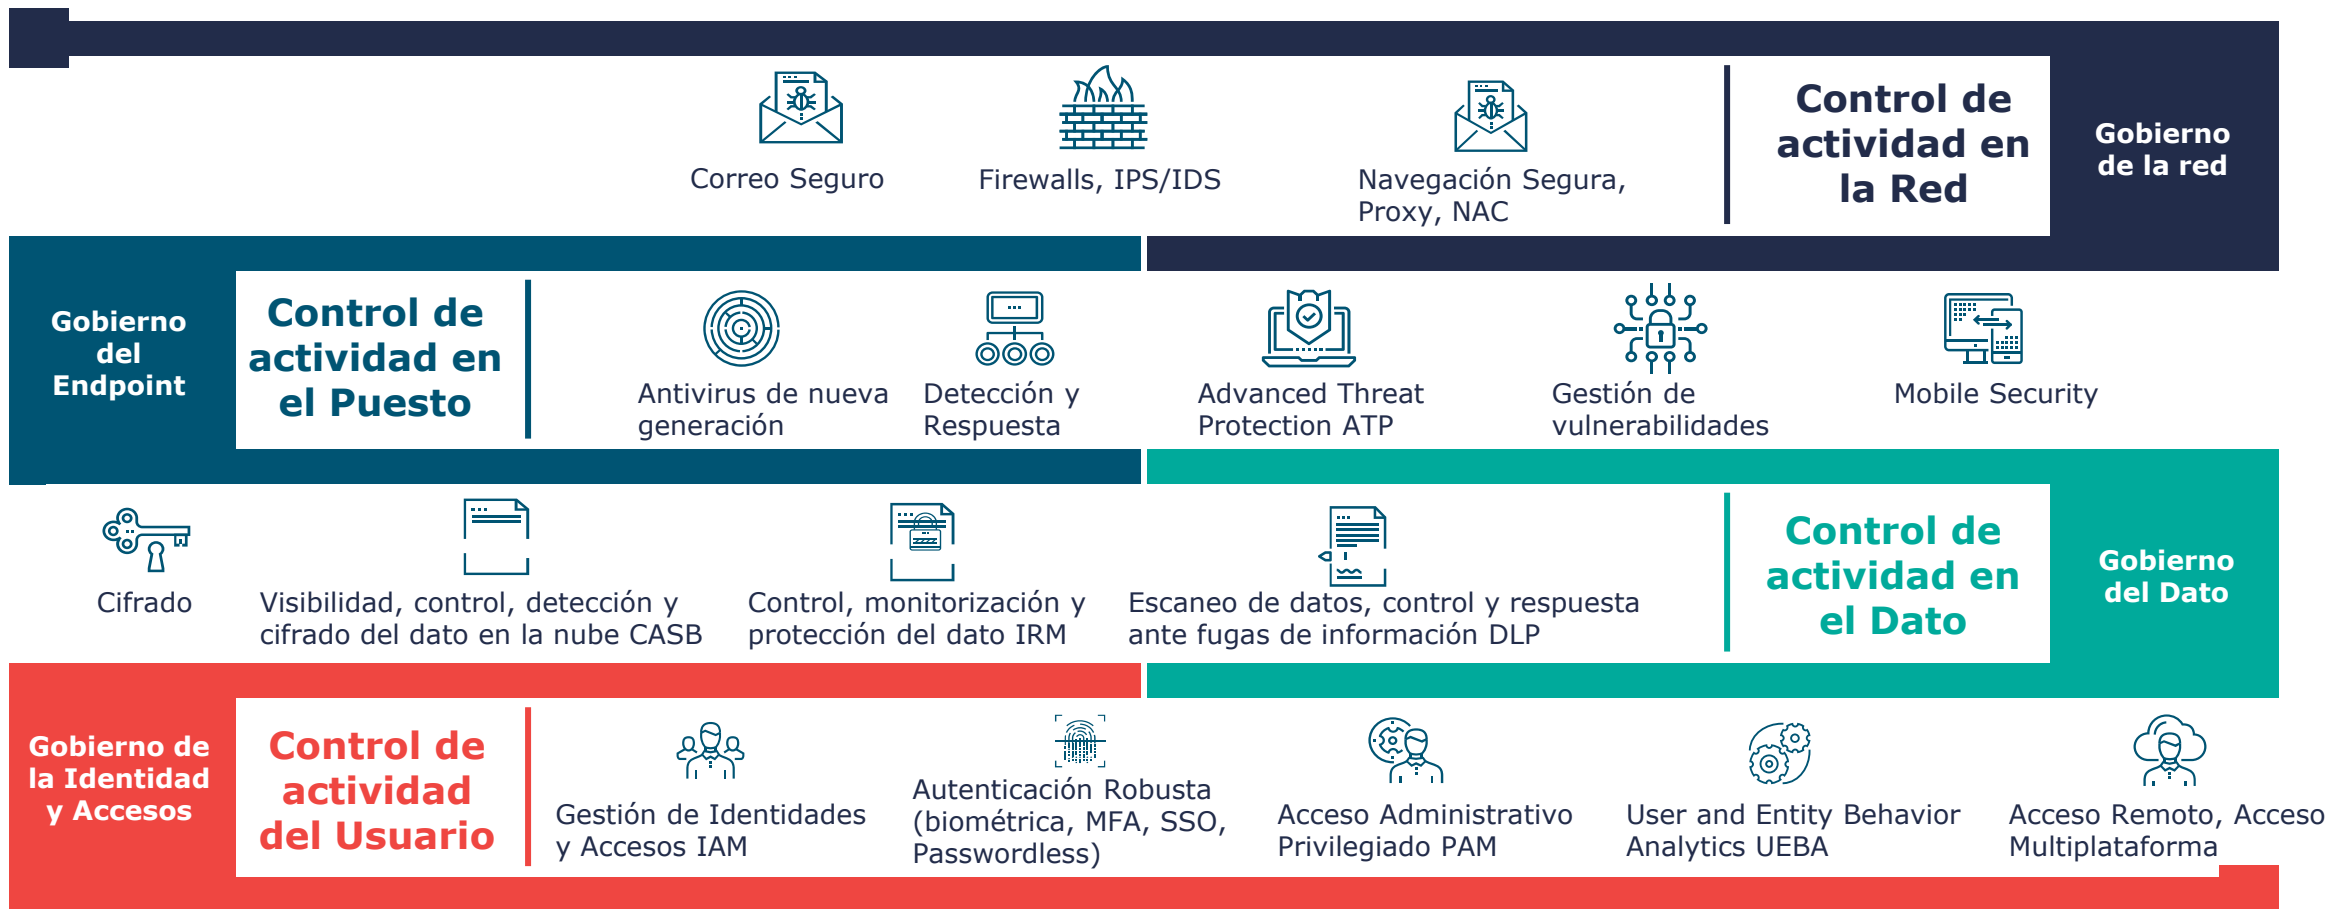 Correo Seguro
Firewalls, IPS/IDS
Navegación Segura,
Proxy, NAC
Control de
actividad en
la Red
Gobierno
de la red
Gobierno
del
Endpoint
Control de
actividad en
el Puesto
Antivirus de nueva
generación
Detección y
Respuesta
Advanced Threat
Protection ATP
Gestión de
vulnerabilidades
Mobile Security
Cifrado
Visibilidad, control, detección y
cifrado del dato en la nube CASB
Control, monitorización y
protección del dato IRM
Escaneo de datos, control y respuesta
ante fugas de información DLP
Control de
actividad en
el Dato
Gobierno
del Dato
Gobierno de
la Identidad
y Accesos
Control de
actividad
del Usuario
Gestión de Identidades
y Accesos IAM
Autenticación Robusta
(biométrica, MFA, SSO,
Passwordless)
Acceso Administrativo
Privilegiado PAM
User and Entity Behavior
Analytics UEBA
Acceso Remoto, Acceso
Multiplataforma